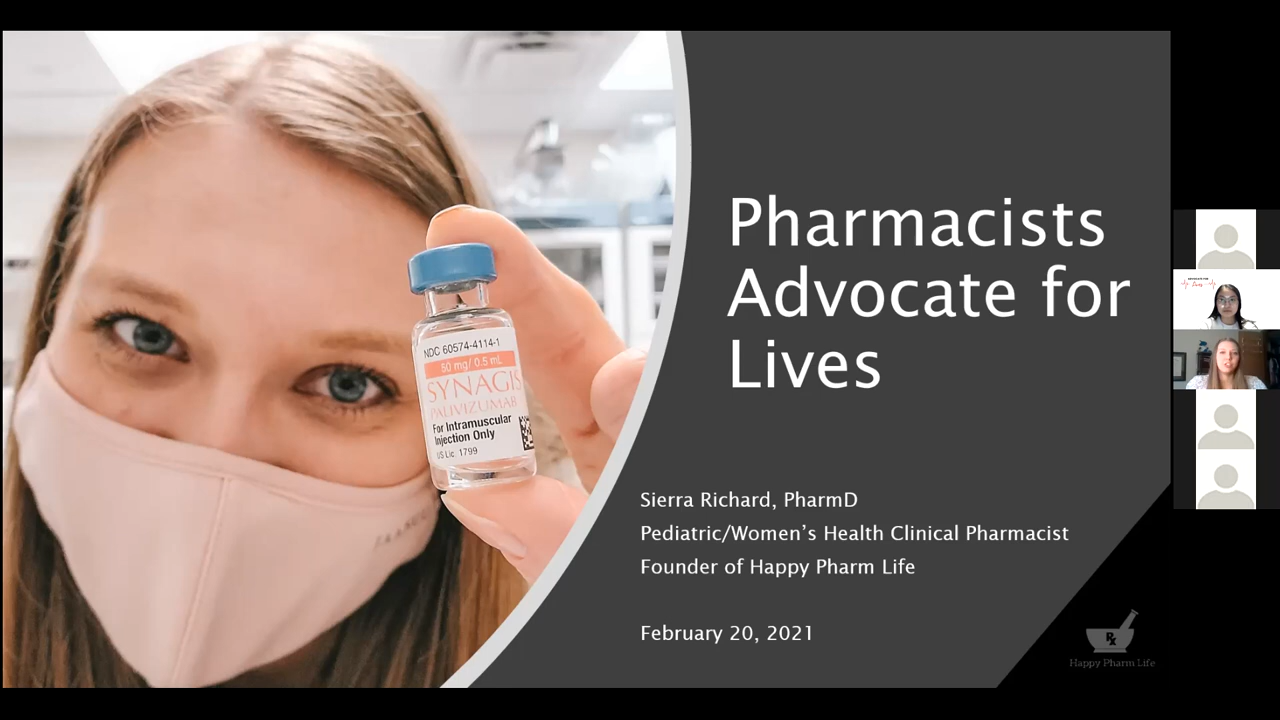 Pharmacists
Advocate for
Lives
Sierra Richard, PharmD
Pediatric/Women's Health Clinical Pharmacist
Founder of Happy Pharm Life
February 20, 2021
Rx
Happy Pharm Life
NDC 60574-4114-1
50 mg/ 0.5 mL
SYNAGIS
PALIVIZUMAB
For Intramuscular
Injection Only
US Lic. 1799